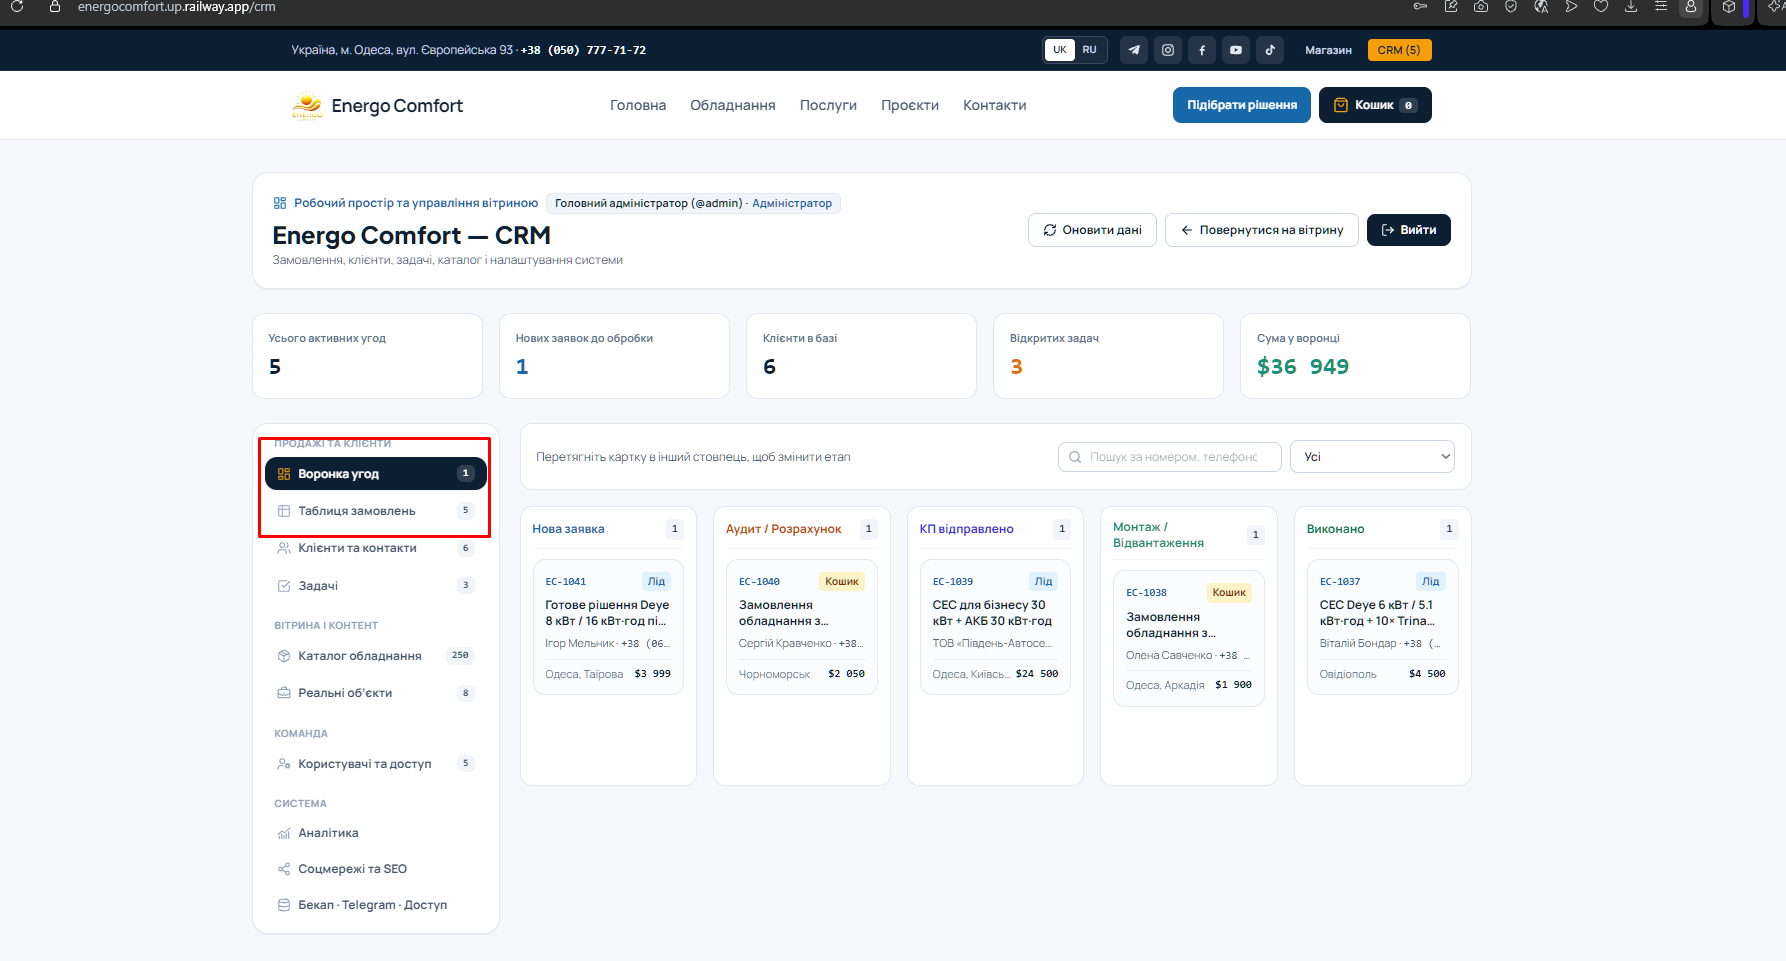 energocomfort.up.railway.app/crm
Україна, м. Одеса, вул. Європейська 93 · +38 (050) 777-71-72
UK RU
Магазин
CRM (5)
ENERGO
Energo Comfort
Головна Обладнання Послуги Проєкти Контакти
Підібрати рішення
Кошик 0
Робочий простір та управління вітриною
Головний адміністратор (@admin) · Адміністратор
Energo Comfort — CRM
Замовлення, клієнти, задачі, каталог і налаштування системи
Оновити дані
Повернутися на вітрину
Вийти
Усього активних угод
5
Нових заявок до обробки
1
Клієнти в базі
6
Відкритих задач
3
Сума у воронці
$36 949
ПРОДАЖІ ТА КЛІЄНТИ
Воронка угод 1
Таблиця замовлень 5
Клієнти та контакти 6
Задачі 3
ВІТРИНА І КОНТЕНТ
Каталог обладнання 250
Реальні об'єкти 8
КОМАНДА
Користувачі та доступ 5
СИСТЕМА
Аналітика
Соцмережі та SEO
Бекап · Telegram · Доступ
Перетягніть картку в інший стовпець, щоб змінити етап
Пошук за номером, телефонс
Усі
Нова заявка 1
EC-1041 Лід
Готове рішення Deye
8 кВт / 16 кВт·год пі...
Ігор Мельник · +38 (06...
Одеса, Таїрова $3 999
Аудит / Розрахунок 1
EC-1040 Кошик
Замовлення
обладнання з...
Сергій Кравченко · +38...
Чорноморськ $2 050
КП відправлено 1
EC-1039 Лід
СЕС для бізнесу 30
кВт + АКБ 30 кВт·год
ТОВ «Південь-Автосе...
Одеса, Київсь... $24 500
Монтаж /
Відвантаження 1
EC-1038 Кошик
Замовлення
обладнання з...
Олена Савченко · +38 ...
Одеса, Аркадія $1 900
Виконано 1
EC-1037 Лід
СЕС Deye 6 кВт / 5.1
кВт·год + 10× Trina...
Віталій Бондар · +38 (...
Овідіополь $4 500